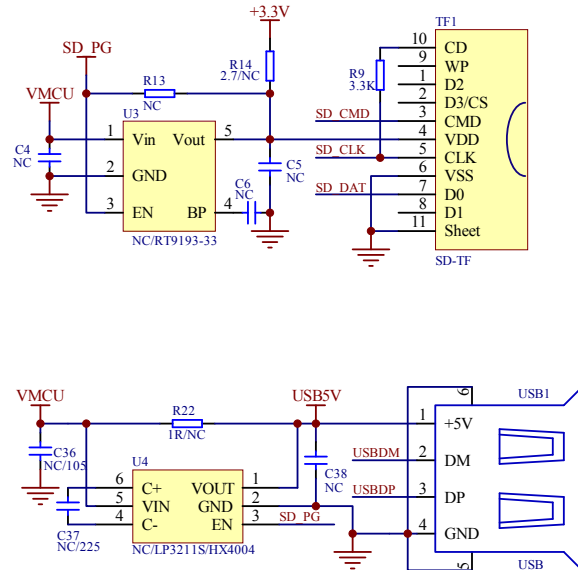 +3.3V
TF1
SD_PG
R14
2.7/NC
R13
NC
VMCU
U3
C4
NC
1 Vin Vout 5
2 GND
3 EN BP 4
NC/RT9193-33
C5
NC
C6
NC
R9
3.3K
SD_CMD
SD_CLK
SD_DAT
10 CD
9 WP
1 D2
2 D3/CS
3 CMD
4 VDD
5 CLK
6 VSS
7 D0
8 D1
11 Sheet
SD-TF
VMCU
R22
1R/NC
USB5V
C36
NC/105
U4
6 C+ VOUT 1
5 VIN GND 2
4 C- EN 3
SD_PG
C37
NC/225
NC/LP3211S/HX4004
C38
NC
USBDM
USBDP
6
USB1
1 +5V
2 DM
3 DP
4 GND
5
USB